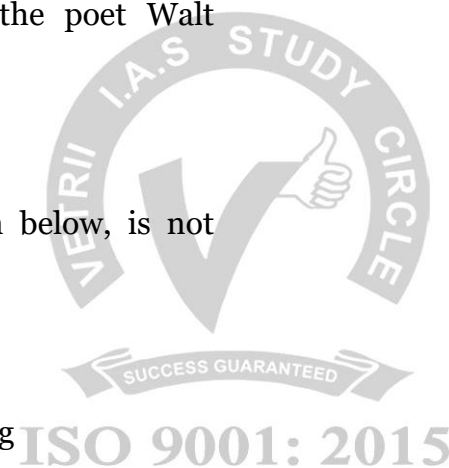 the poet Walt
VETRII I.A.S STUDY CIRCLE
below, is not
SUCCESS GUARANTEED
g
ISO 9001: 2015